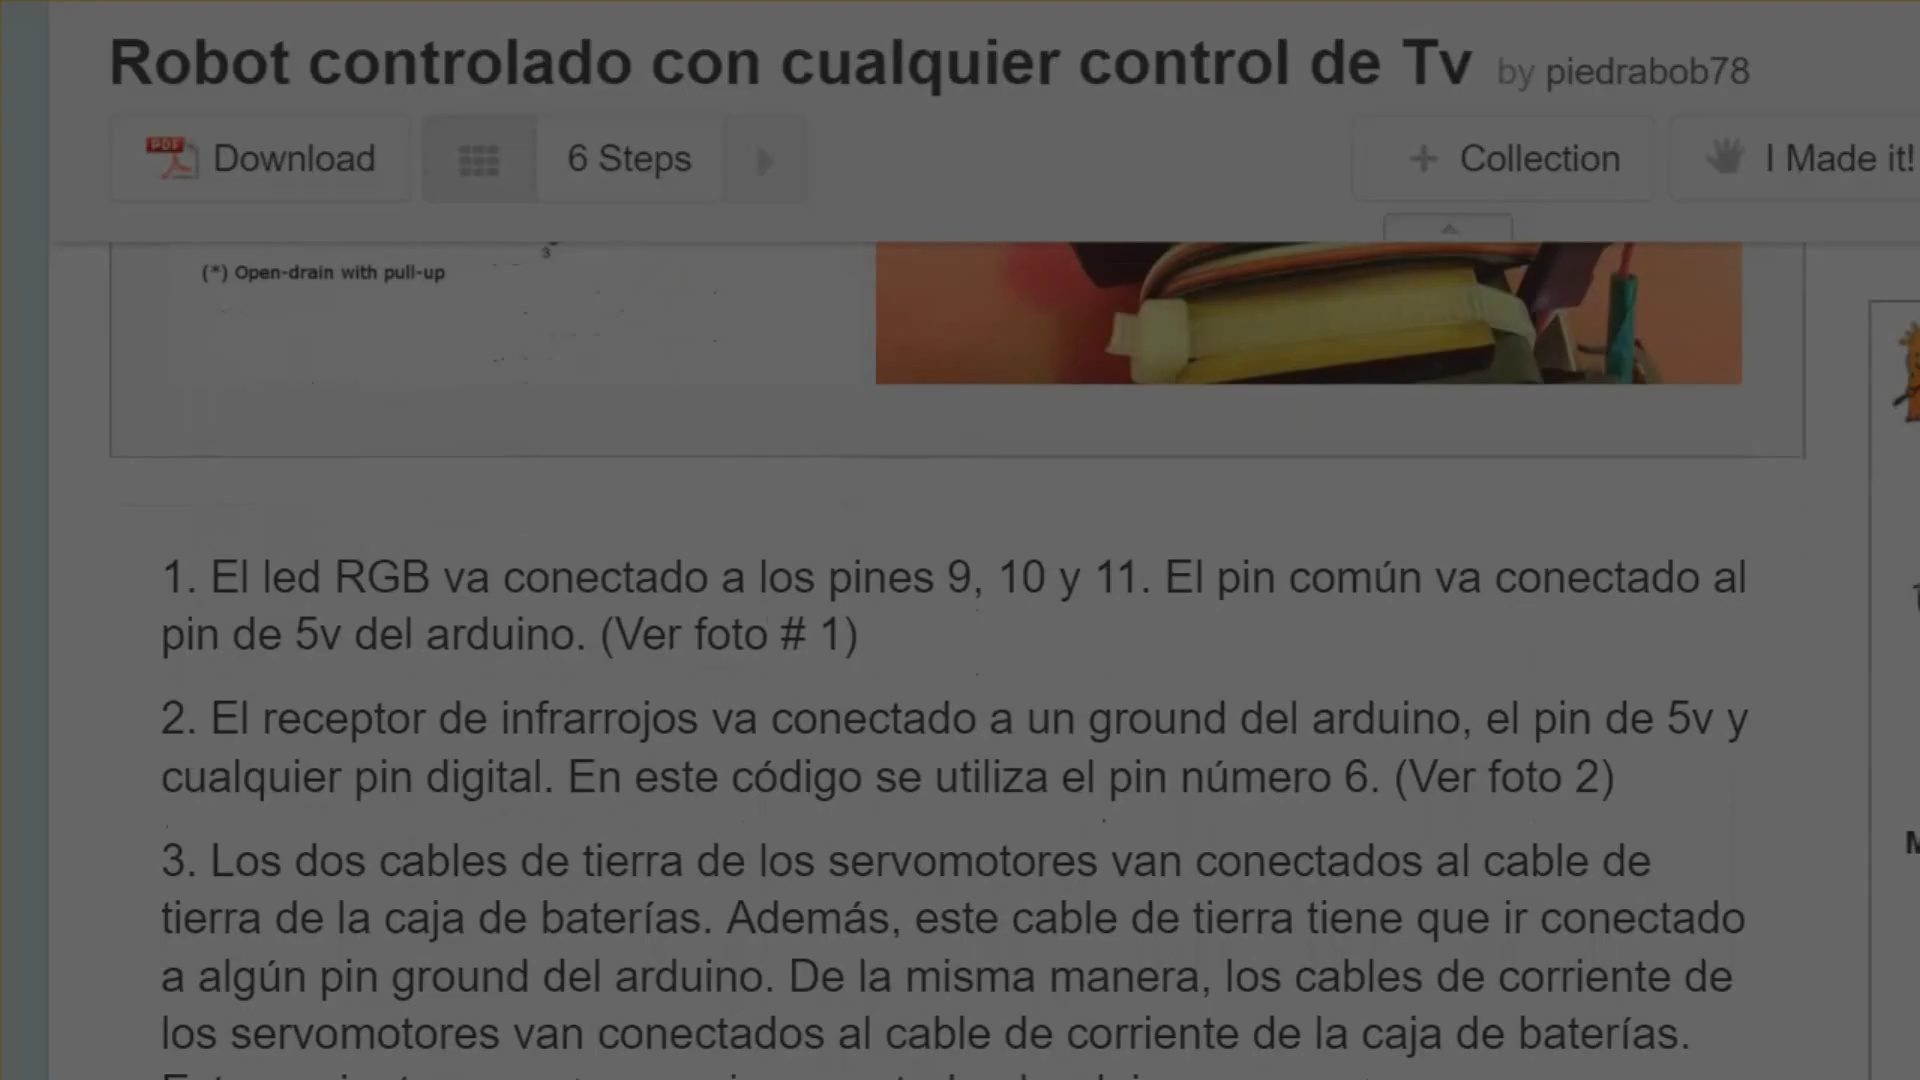 Robot controlado con cualquier control de Tv by piedrabob78
PDF Download 6 Steps + Collection I Made it!
3
(*) Open-drain with pull-up
1. El led RGB va conectado a los pines 9, 10 y 11. El pin común va conectado al
pin de 5v del arduino. (Ver foto # 1)
2. El receptor de infrarrojos va conectado a un ground del arduino, el pin de 5v y
cualquier pin digital. En este código se utiliza el pin número 6. (Ver foto 2)
3. Los dos cables de tierra de los servomotores van conectados al cable de
tierra de la caja de baterías. Además, este cable de tierra tiene que ir conectado
a algún pin ground del arduino. De la misma manera, los cables de corriente de
los servomotores van conectados al cable de corriente de la caja de baterías.